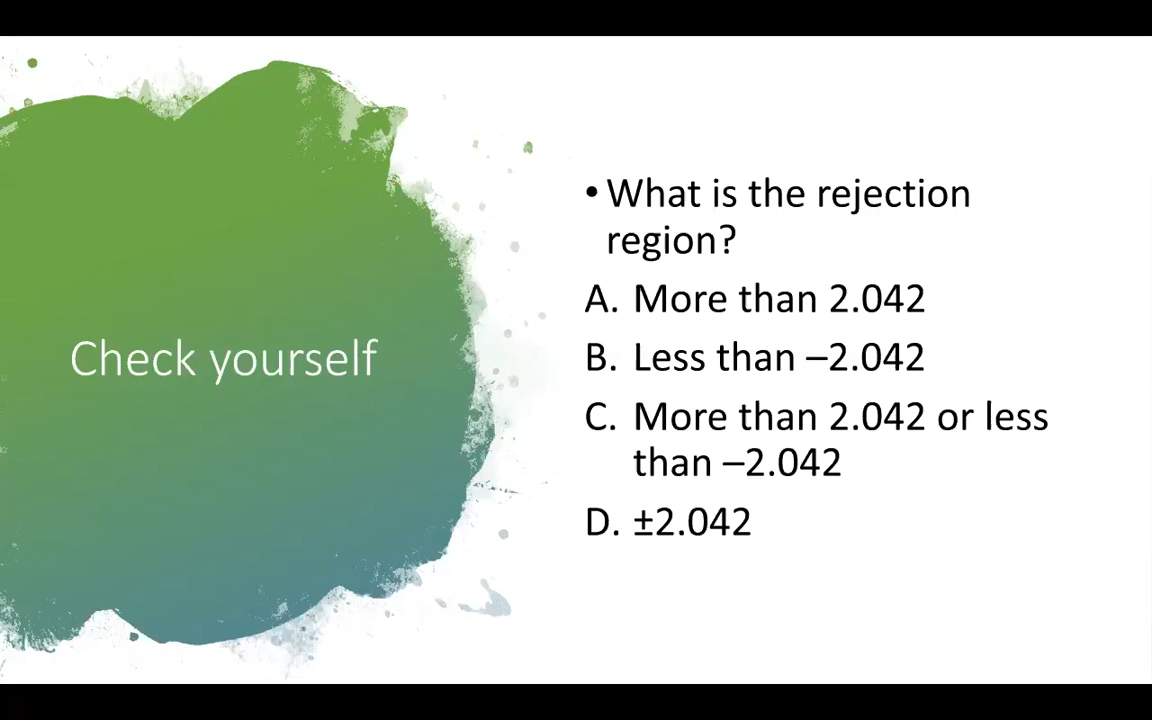 Check yourself
• What is the rejection
region?
A. More than 2.042
B. Less than –2.042
C. More than 2.042 or less
than –2.042
D. ±2.042